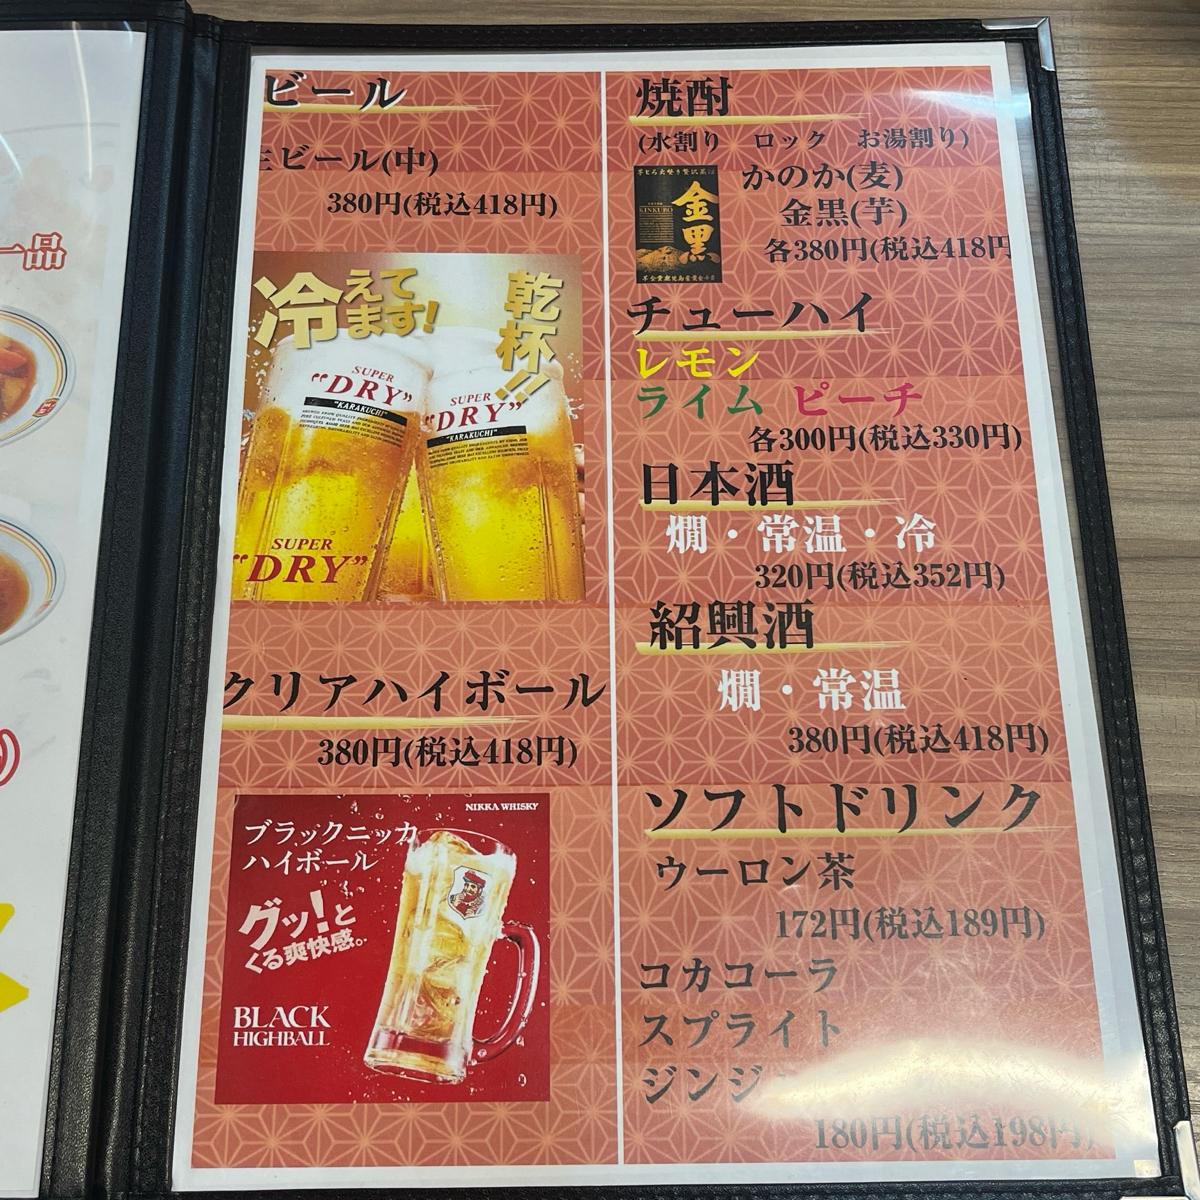 一品
ビール
生ビール(中)
380円(税込418円)
冷えて
ます!
乾杯!!
SUPER
"DRY"
"KARAKUCHI"
SUPER
"DRY"
"KARAKUCHI"
SUPER
"DRY"
クリアハイボール
380円(税込418円)
NIKKA WHISKY
ブラックニッカ
ハイボール
グッ!と
くる爽快感。
BLACK
HIGHBALL
焼酎
(水割り ロック お湯割り)
金黒
KINKURO
かのか(麦)
金黒(芋)
各380円(税込418円
チューハイ
レモン
ライム ピーチ
各300円(税込330円)
日本酒
燗・常温・冷
320円(税込352円)
紹興酒
燗・常温
380円(税込418円)
ソフトドリンク
ウーロン茶
172円(税込189円)
コカコーラ
スプライト
ジンジ
180円(税込198円)